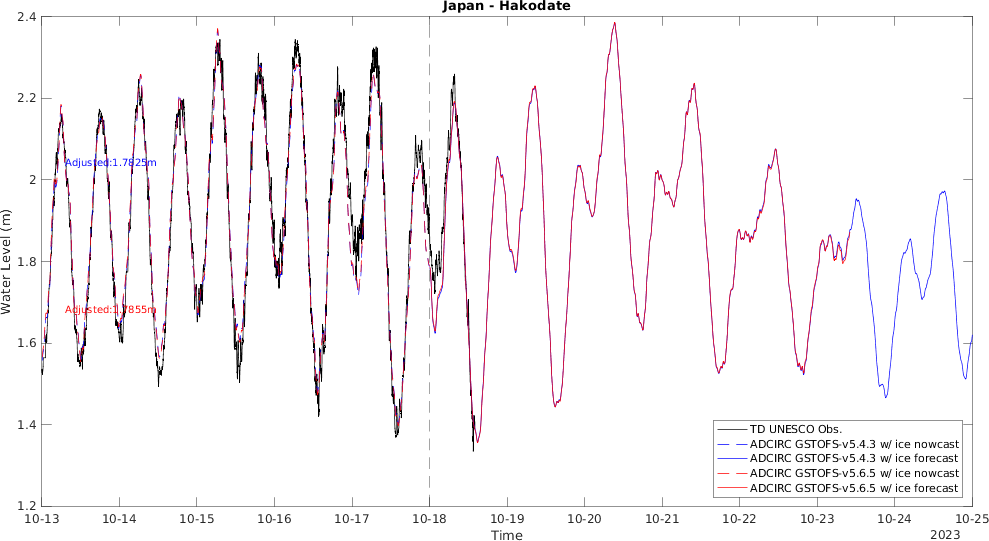 Japan - Hakodate
2.4
2.2
2
1.8
1.6
1.4
1.2
Water Level (m)
Adjusted:1.7825m
Adjusted:1.7855m
TD UNESCO Obs.
ADCIRC GSTOFS-v5.4.3 w/ ice nowcast
ADCIRC GSTOFS-v5.4.3 w/ ice forecast
ADCIRC GSTOFS-v5.6.5 w/ ice nowcast
ADCIRC GSTOFS-v5.6.5 w/ ice forecast
10-13 10-14 10-15 10-16 10-17 10-18 10-19 10-20 10-21 10-22 10-23 10-24 10-25
Time
2023